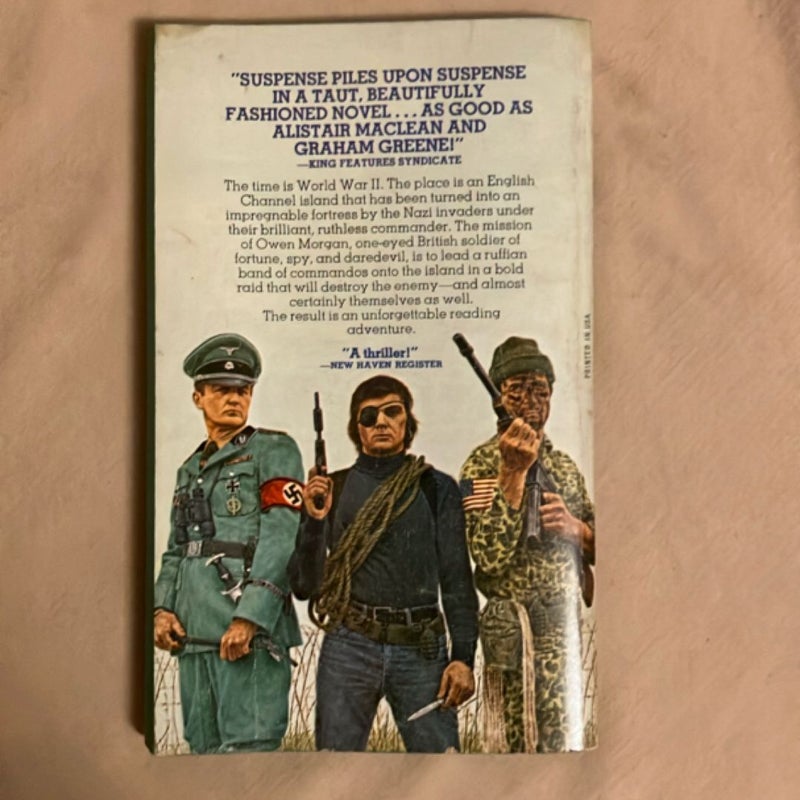 "SUSPENSE PILES UPON SUSPENSE
IN A TAUT, BEAUTIFULLY
FASHIONED NOVEL . . . AS GOOD AS
ALISTAIR MACLEAN AND
GRAHAM GREENE!"
—KING FEATURES SYNDICATE
The time is World War II. The place is an English
Channel island that has been turned into an
impregnable fortress by the Nazi invaders under
their brilliant, ruthless commander. The mission
of Owen Morgan, one-eyed British soldier of
fortune, spy, and daredevil, is to lead a ruffian
band of commandos onto the island in a bold
raid that will destroy the enemy—and almost
certainly themselves as well.
The result is an unforgettable reading
adventure.
"A thriller!"
—NEW HAVEN REGISTER
PRINTED IN USA